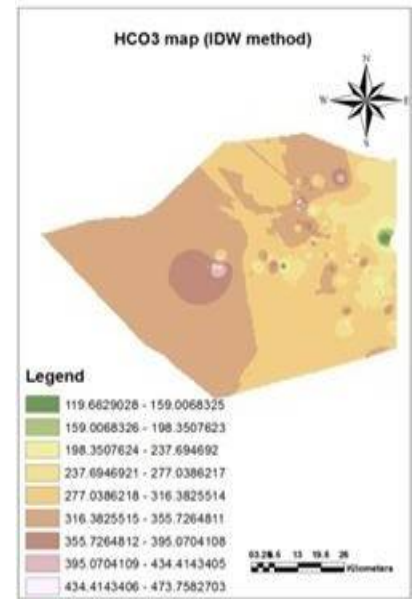 HCO3 map (IDW method)
N
W E
S
Legend
119.6629028 - 159.0068325
159.0068326 - 198.3507623
198.3507624 - 237.694692
237.6946921 - 277.0386217
277.0386218 - 316.3825514
316.3825515 - 355.7264811
355.7264812 - 395.0704108
395.0704109 - 434.4143405
434.4143406 - 473.7582703
13 19.5 26
Kilometers